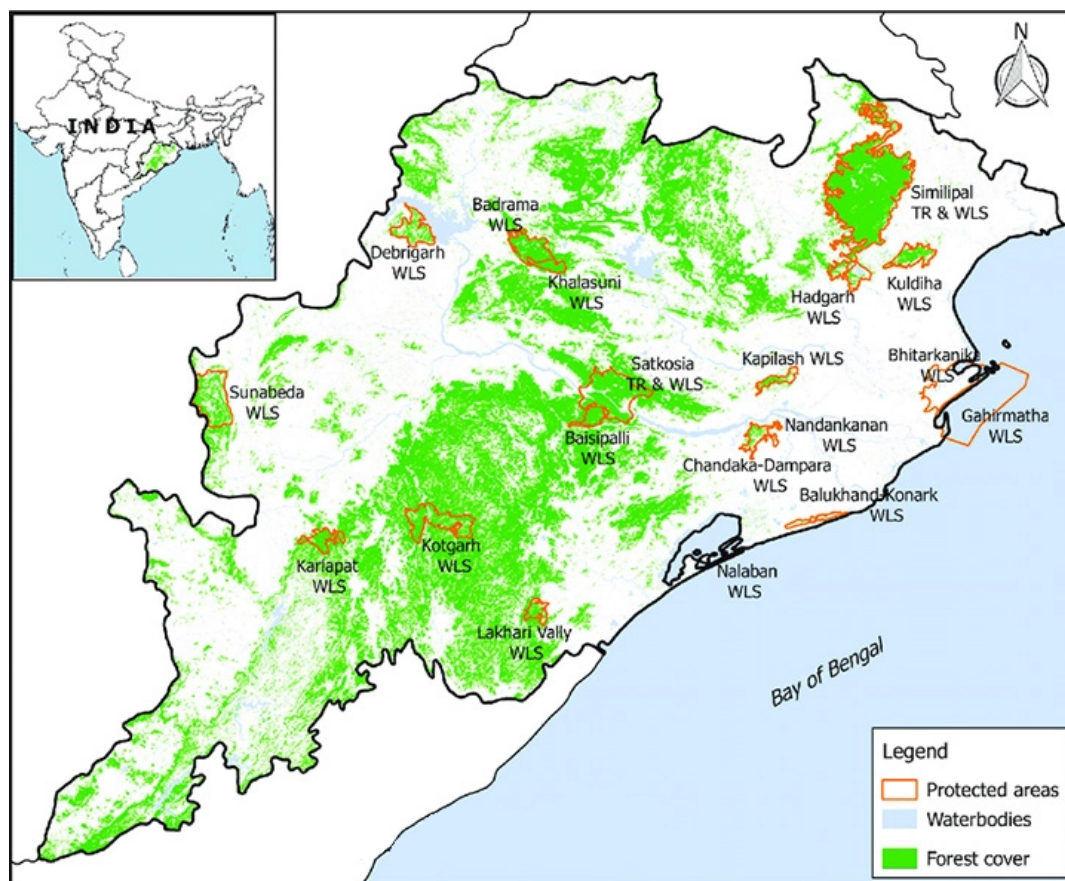 INDIA
N
Similipal
TR & WLS
Badrama
WLS
Debrigarh
WLS
Khalasuni
WLS
Hadgarh
WLS
Kuldiha
WLS
Satkosia
TR & WLS
Kapilash WLS
Bhitarkanika
WLS
Sunabeda
WLS
Gahirmatha
WLS
Baisipalli
WLS
Nandankanan
WLS
Chandaka-Dampara
WLS
Balukhand-Konark
WLS
Karlapat
WLS
Kotgarh
WLS
Nalaban
WLS
Lakhari Vally
WLS
Bay of Bengal
Legend
Protected areas
Waterbodies
Forest cover